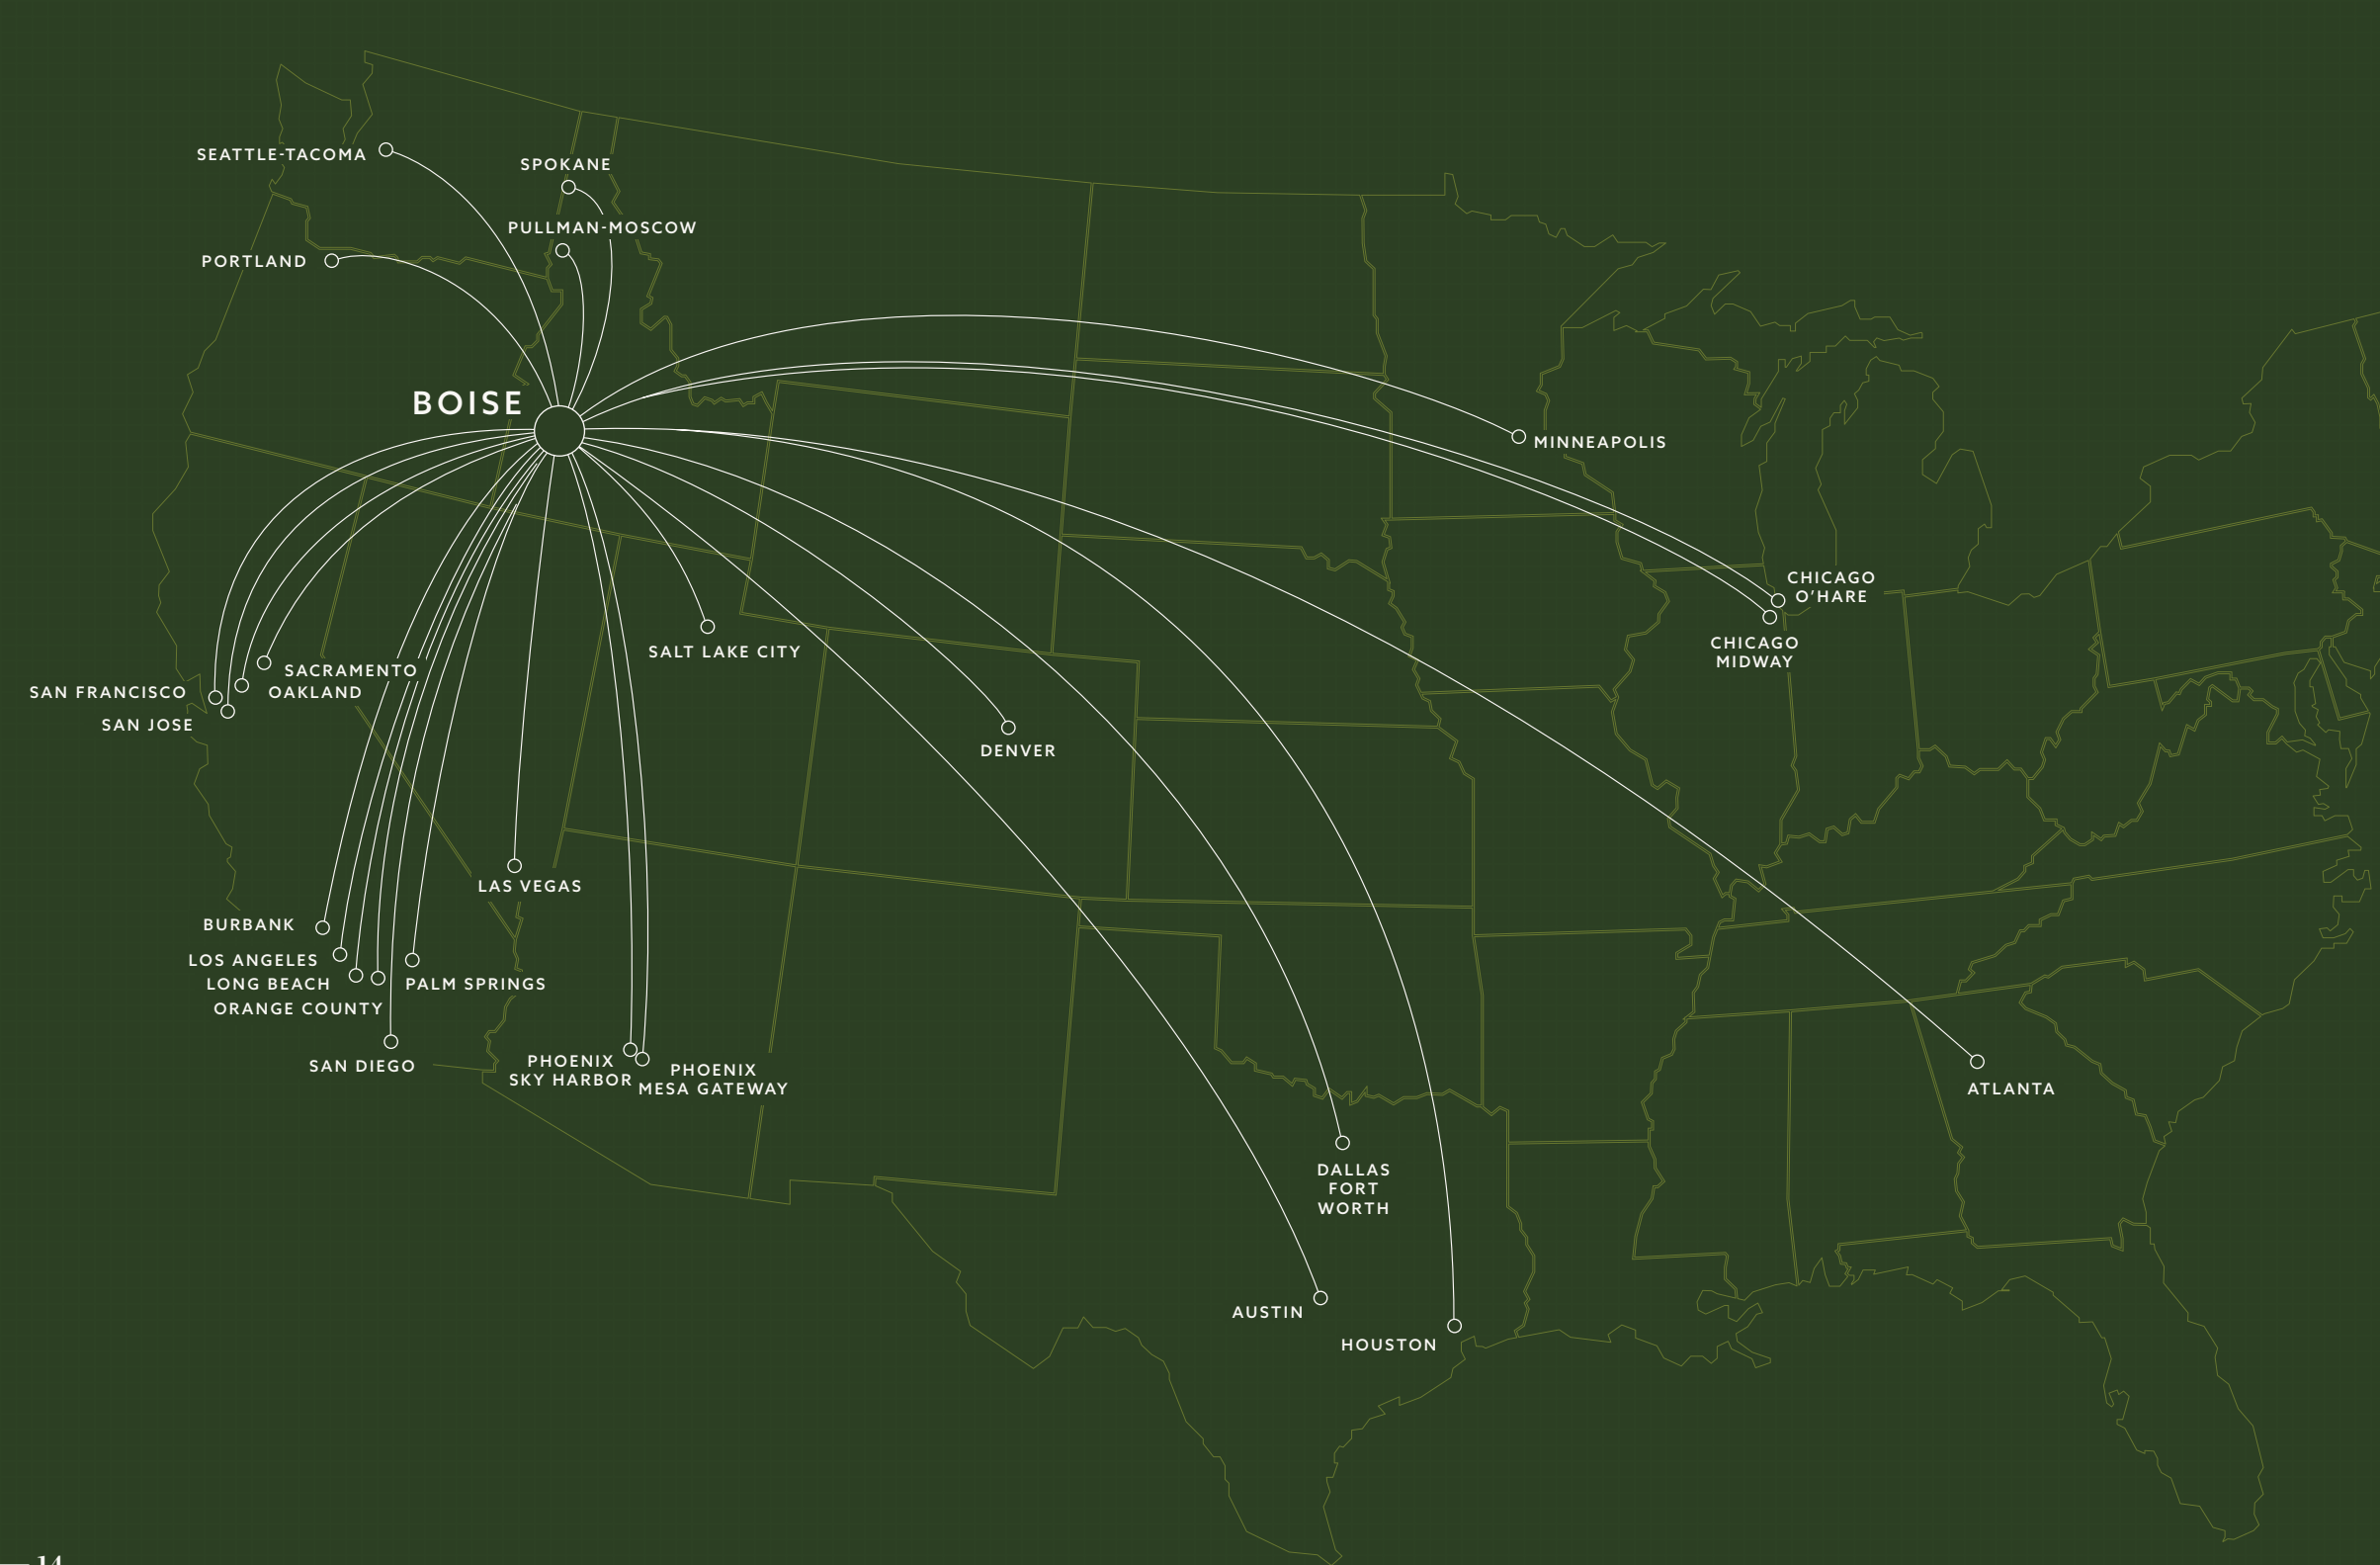 SEATTLE-TACOMA
SPOKANE
PULLMAN-MOSCOW
PORTLAND
BOISE
MINNEAPOLIS
CHICAGO
O'HARE
CHICAGO
MIDWAY
SALT LAKE CITY
SACRAMENTO
SAN FRANCISCO
OAKLAND
SAN JOSE
DENVER
LAS VEGAS
BURBANK
LOS ANGELES
LONG BEACH
PALM SPRINGS
ORANGE COUNTY
SAN DIEGO
PHOENIX
SKY HARBOR
PHOENIX
MESA GATEWAY
ATLANTA
DALLAS
FORT
WORTH
AUSTIN
HOUSTON
14